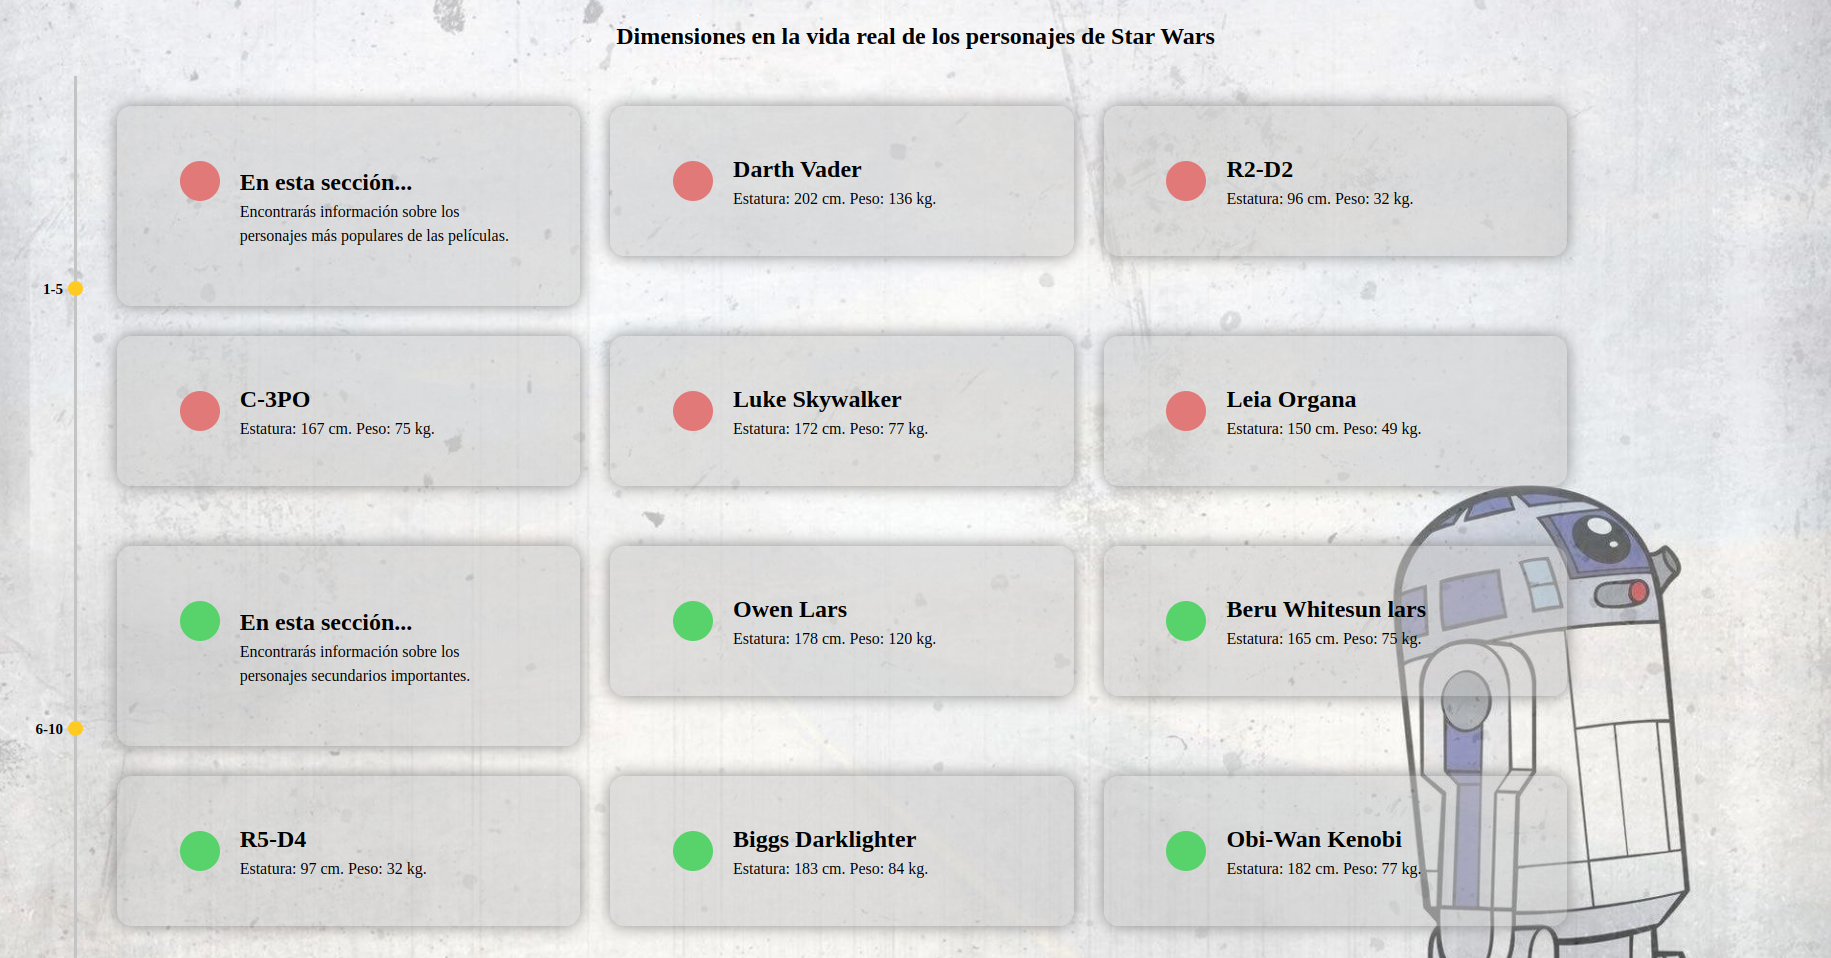 Dimensiones en la vida real de los personajes de Star Wars
En esta sección...
Encontrarás información sobre los
personajes más populares de las películas.
Darth Vader
Estatura: 202 cm. Peso: 136 kg.
R2-D2
Estatura: 96 cm. Peso: 32 kg.
1-5
C-3PO
Estatura: 167 cm. Peso: 75 kg.
Luke Skywalker
Estatura: 172 cm. Peso: 77 kg.
Leia Organa
Estatura: 150 cm. Peso: 49 kg.
En esta sección...
Encontrarás información sobre los
personajes secundarios importantes.
Owen Lars
Estatura: 178 cm. Peso: 120 kg.
Beru Whitesun lars
Estatura: 165 cm. Peso: 75 kg.
6-10
R5-D4
Estatura: 97 cm. Peso: 32 kg.
Biggs Darklighter
Estatura: 183 cm. Peso: 84 kg.
Obi-Wan Kenobi
Estatura: 182 cm. Peso: 77 kg.